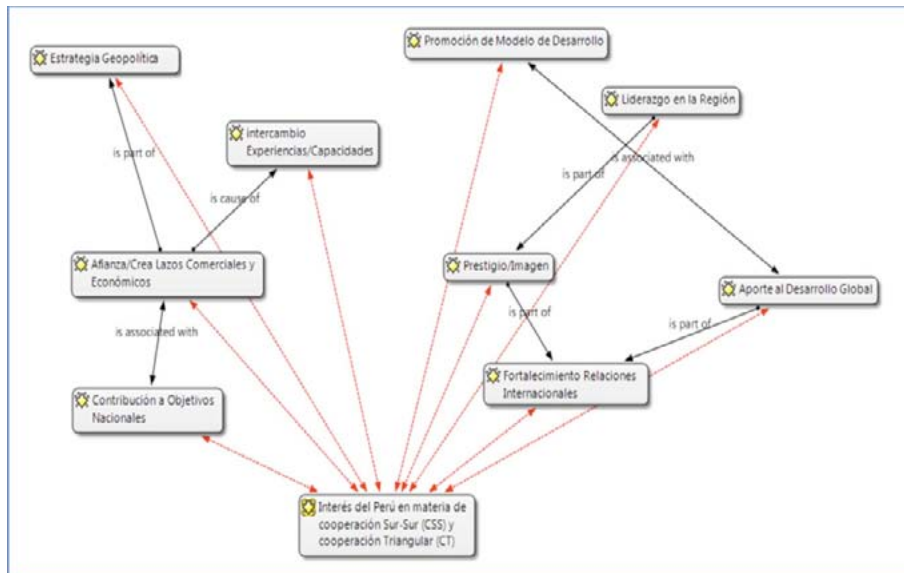 Promoción de Modelo de Desarrollo
Estrategia Geopolítica
Liderazgo en la Región
intercambio
Experiencias/Capacidades
is part of
is associated with
is part of
is cause of
Afianza/Crea Lazos Comerciales y
Económicos
Prestigio/Imagen
Aporte al Desarrollo Global
is part of
is part of
is associated with
Fortalecimiento Relaciones
Internacionales
Contribución a Objetivos
Nacionales
Interés del Perú en materia de
cooperación Sur-Sur (CSS) y
cooperación Triangular (CT)